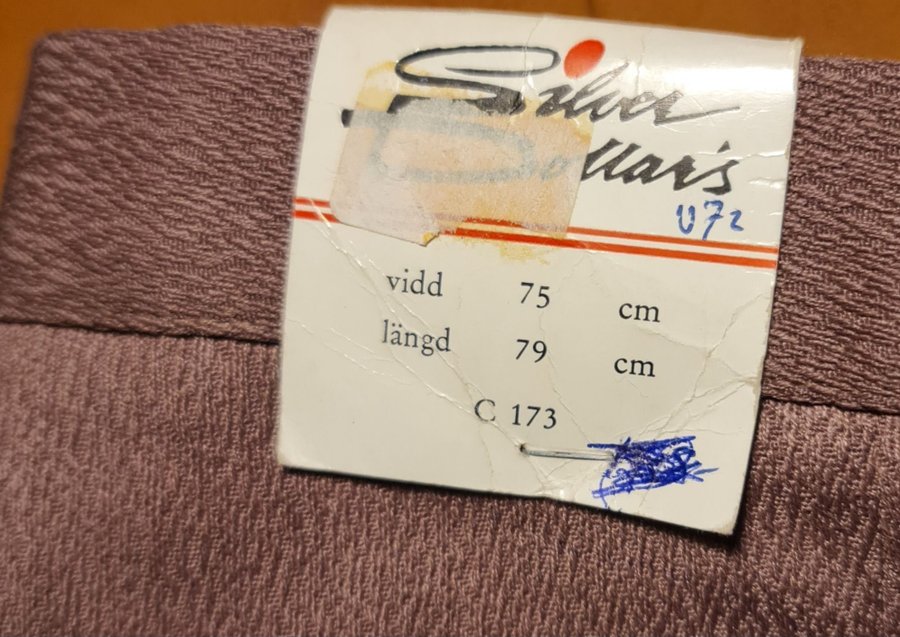 Silver
Dollar's
U72
vidd 75 cm
längd 79 cm
C 173